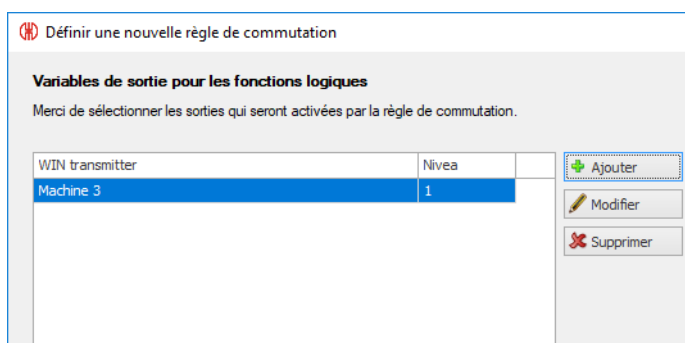 Définir une nouvelle règle de commutation
Variables de sortie pour les fonctions logiques
Merci de sélectionner les sorties qui seront activées par la règle de commutation.
WIN transmitter Nivea
Machine 3 1
Ajouter
Modifier
Supprimer